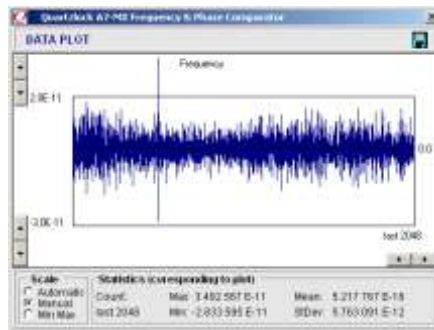 Quartzlock A7-MX Frequency & Phase Comparator
DATA PLOT
Frequency
2.0E-11
0.0
-3.0E-11
last 2048
Scale
Automatic
Manual
Min Max
Statistics (corresponding to plot)
Count:
last 2048
Max:
Min:
Mean:
StDev: